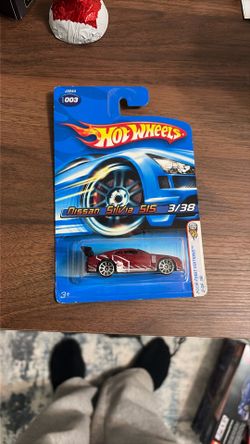 003
HOT WHEELS
Nissan Silvia S15 3/38
3+